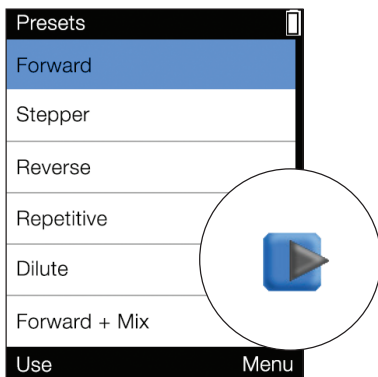 Presets
Forward
Stepper
Reverse
Repetitive
Dilute
Forward + Mix
Use Menu